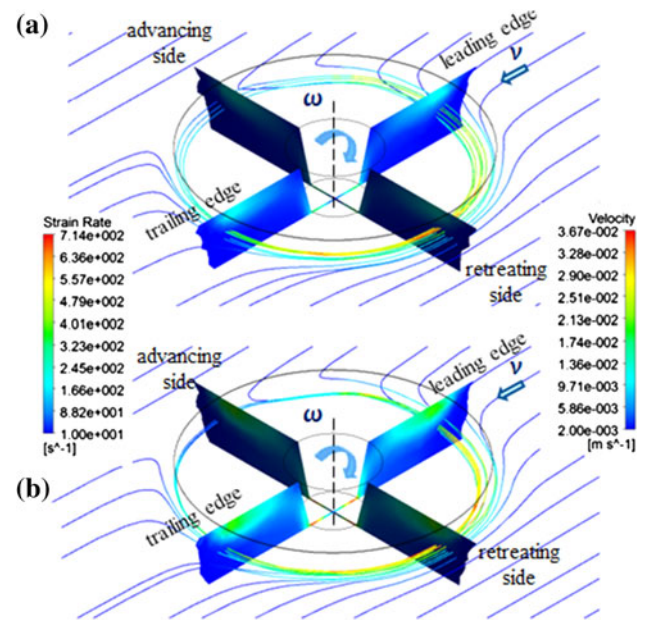 (a)
advancing
side
leading edge
ν
ω
trailing edge
retreating
side
Strain Rate
7.14e+002
6.36e+002
5.57e+002
4.79e+002
4.01e+002
3.23e+002
2.45e+002
1.66e+002
8.82e+001
1.00e+001
[s^-1]
Velocity
3.67e-002
3.28e-002
2.90e-002
2.51e-002
2.13e-002
1.74e-002
1.36e-002
9.71e-003
5.86e-003
2.00e-003
[m s^-1]
(b)
advancing
side
leading edge
ν
ω
trailing edge
retreating
side